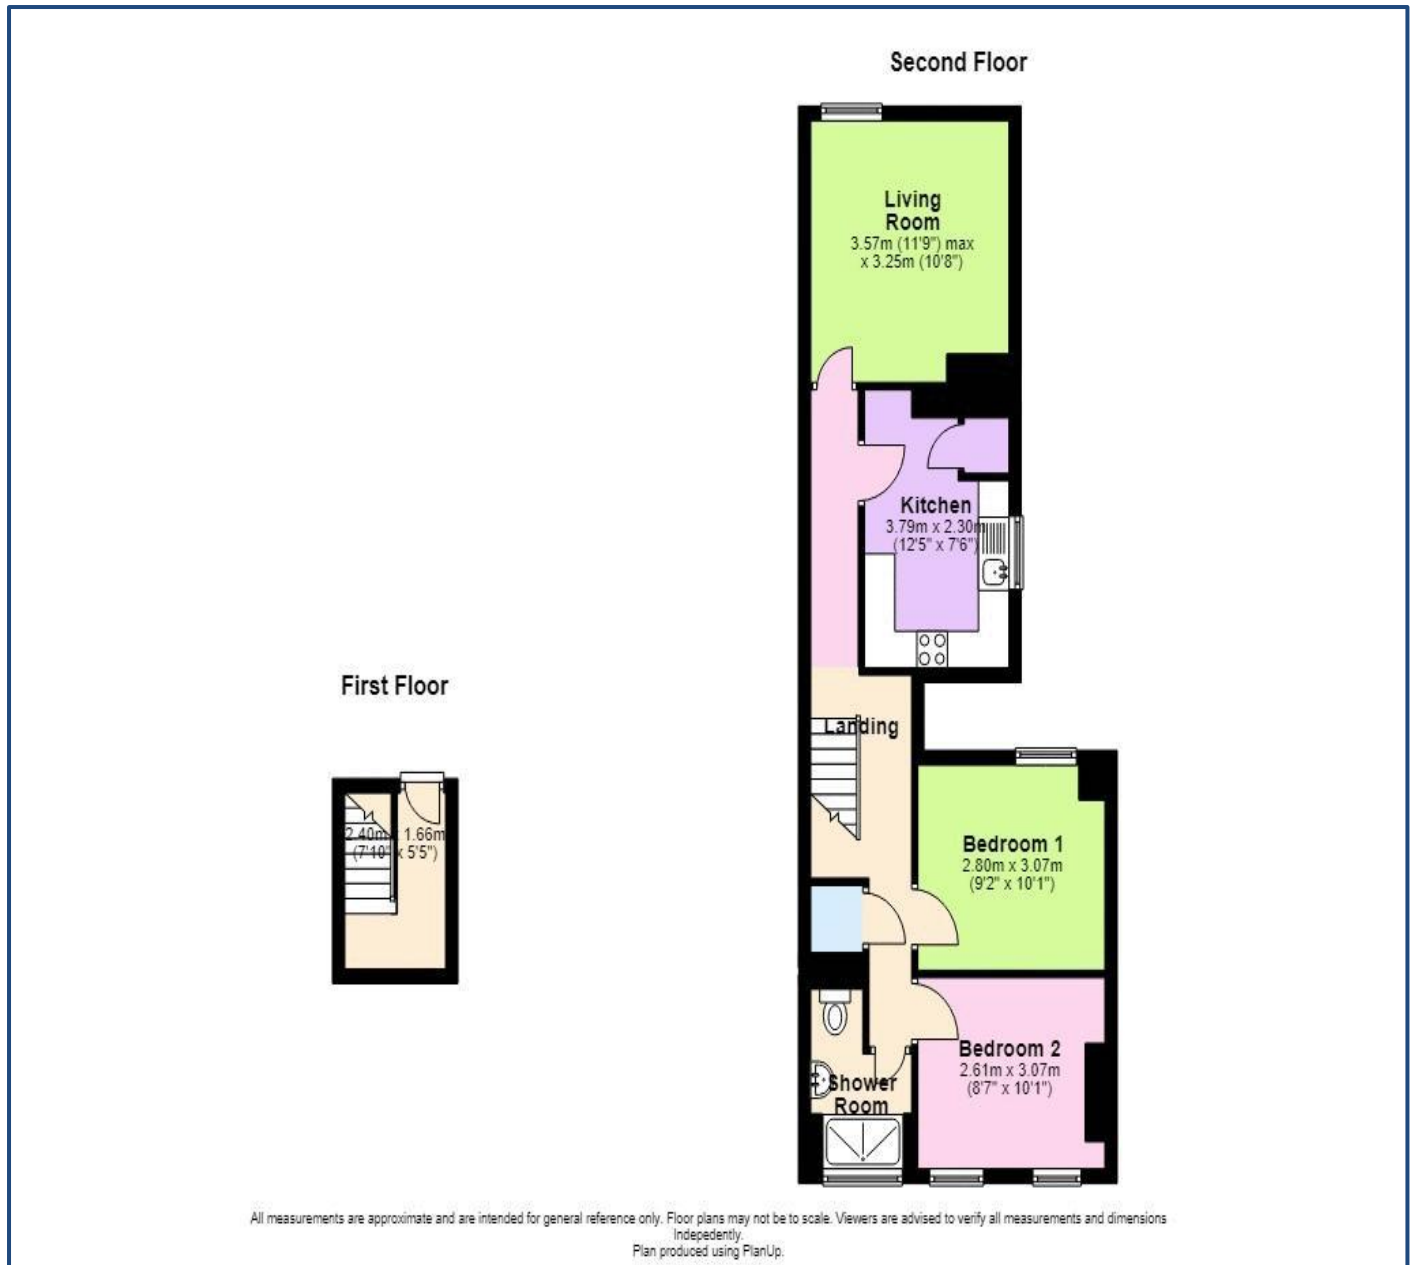 Second Floor
Living
Room
3.57m (11'9") max
x 3.25m (10'8")
Kitchen
3.79m x 2.30m
(12'5" x 7'6")
First Floor
Landing
2.40m x 1.66m
(7'10" x 5'5")
Bedroom 1
2.80m x 3.07m
(9'2" x 10'1")
Bedroom 2
2.61m x 3.07m
(8'7" x 10'1")
Shower
Room
All measurements are approximate and are intended for general reference only. Floor plans may not be to scale. Viewers are advised to verify all measurements and dimensions
Indepedently.
Plan produced using PlanUp.